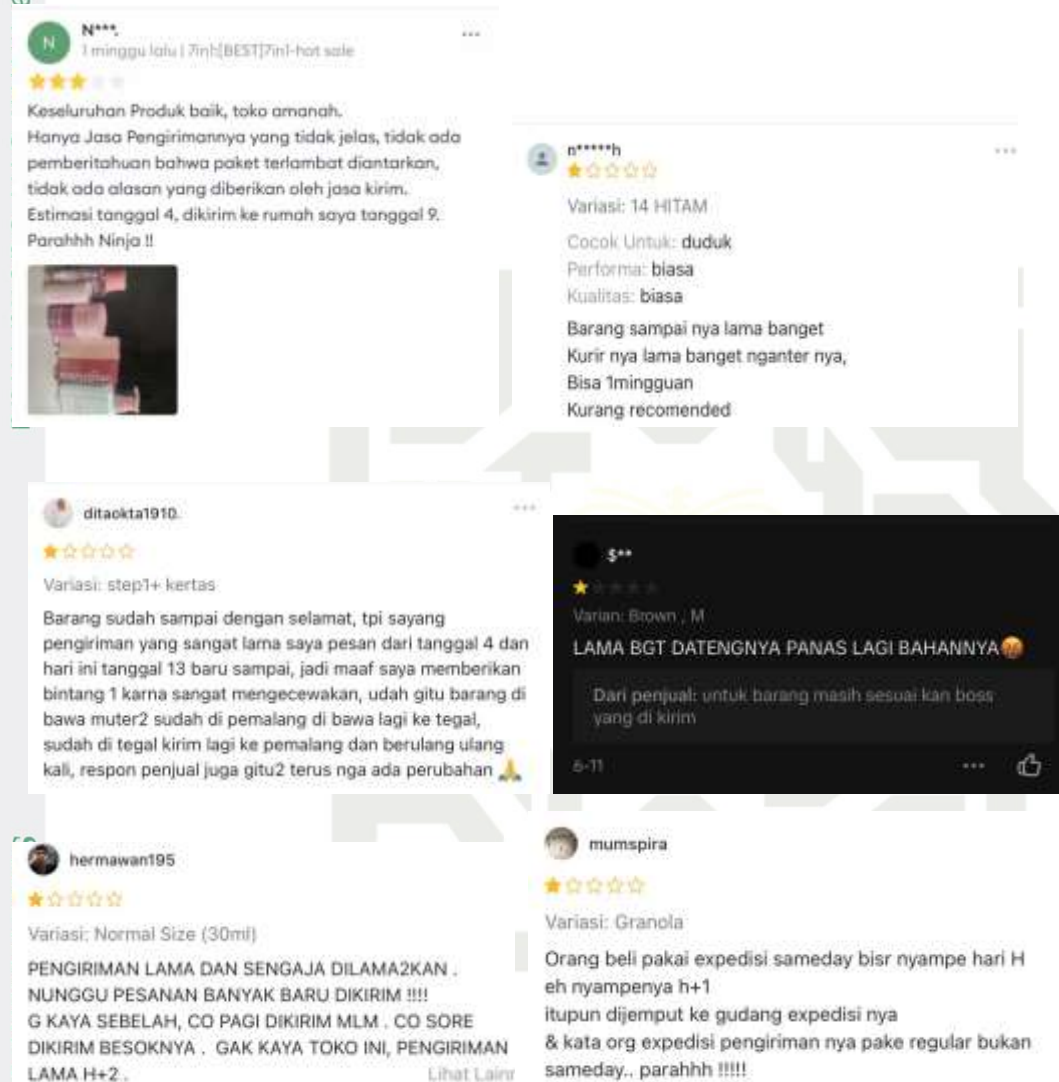 N
N***.
1 minggu lalu | 7in1:[BEST]7in1-hot sale
Keseluruhan Produk baik, toko amanah.
Hanya Jasa Pengirimannya yang tidak jelas, tidak ada
pemberitahuan bahwa paket terlambat diantarkan,
tidak ada alasan yang diberikan oleh jasa kirim.
Estimasi tanggal 4, dikirim ke rumah saya tanggal 9.
Parahhh Ninja !!
n*****h
Variasi: 14 HITAM
Cocok Untuk: duduk
Performa: biasa
Kualitas: biasa
Barang sampai nya lama banget
Kurir nya lama banget nganter nya,
Bisa 1mingguan
Kurang recomended
ditaokta1910.
Variasi: step1+ kertas
Barang sudah sampai dengan selamat, tpi sayang
pengiriman yang sangat lama saya pesan dari tanggal 4 dan
hari ini tanggal 13 baru sampai, jadi maaf saya memberikan
bintang 1 karna sangat mengecewakan, udah gitu barang di
bawa muter2 sudah di pemalang di bawa lagi ke tegal,
sudah di tegal kirim lagi ke pemalang dan berulang ulang
kali, respon penjual juga gitu2 terus nga ada perubahan 🙏
$**
Varian: Brown , M
LAMA BGT DATENGNYA PANAS LAGI BAHANNYA🤬
Dari penjual: untuk barang masih sesuai kan boss
yang di kirim
6-11
hermawan195
Variasi: Normal Size (30ml)
PENGIRIMAN LAMA DAN SENGAJA DILAMA2KAN .
NUNGGU PESANAN BANYAK BARU DIKIRIM !!!!
G KAYA SEBELAH, CO PAGI DIKIRIM MLM . CO SORE
DIKIRIM BESOKNYA . GAK KAYA TOKO INI, PENGIRIMAN
LAMA H+2 . Lihat Lainr
mumspira
Variasi: Granola
Orang beli pakai expedisi sameday bisr nyampe hari H
eh nyampenya h+1
itupun dijemput ke gudang expedisi nya
& kata org expedisi pengiriman nya pake regular bukan
sameday.. parahhh !!!!!